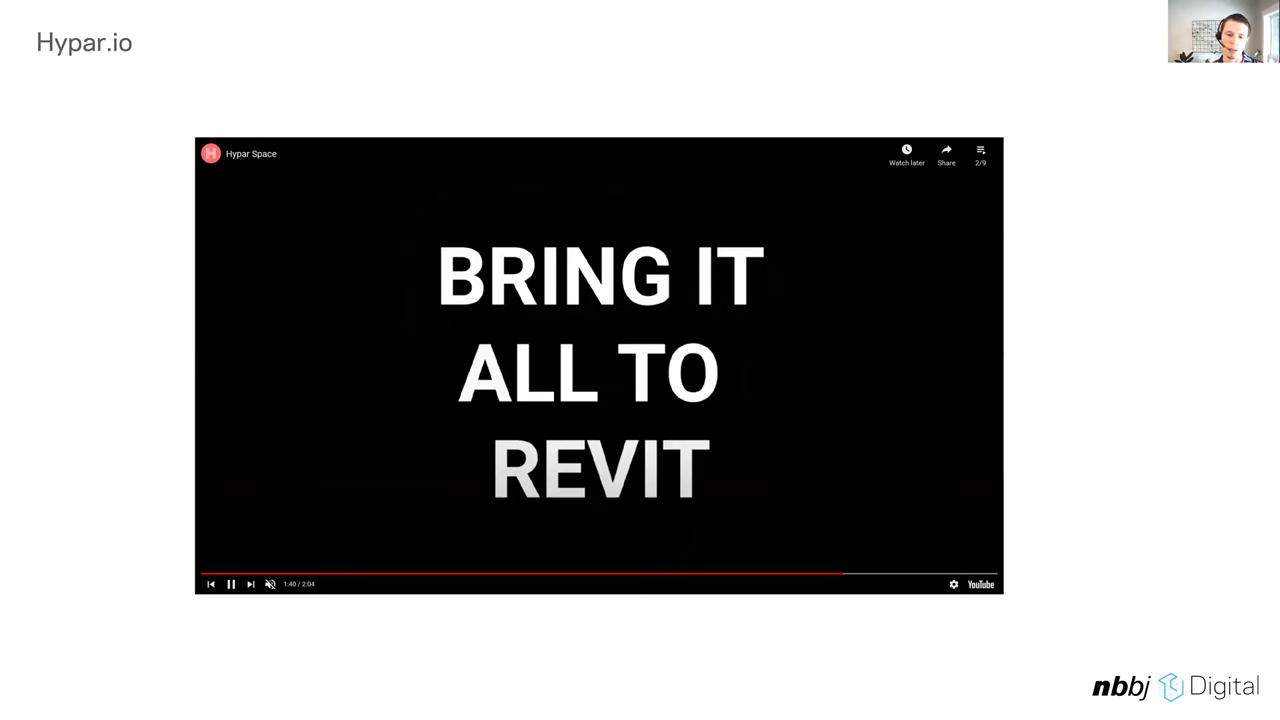 Hypar.io
Hypar Space
Watch later
Share
2/9
BRING IT
ALL TO
REVIT
1:40 / 2:04
YouTube
nbbj Digital